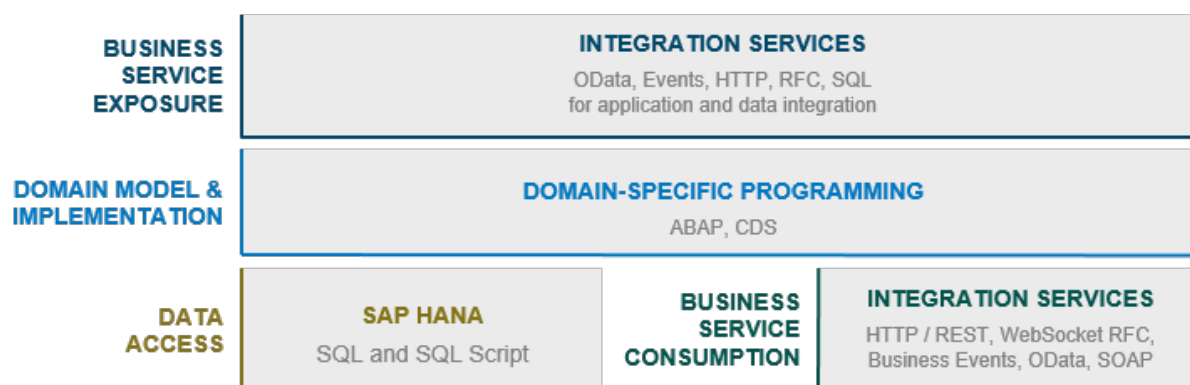 BUSINESS
SERVICE
EXPOSURE
INTEGRATION SERVICES
OData, Events, HTTP, RFC, SQL
for application and data integration
DOMAIN MODEL &
IMPLEMENTATION
DOMAIN-SPECIFIC PROGRAMMING
ABAP, CDS
DATA
ACCESS
SAP HANA
SQL and SQL Script
BUSINESS
SERVICE
CONSUMPTION
INTEGRATION SERVICES
HTTP / REST, WebSocket RFC,
Business Events, OData, SOAP